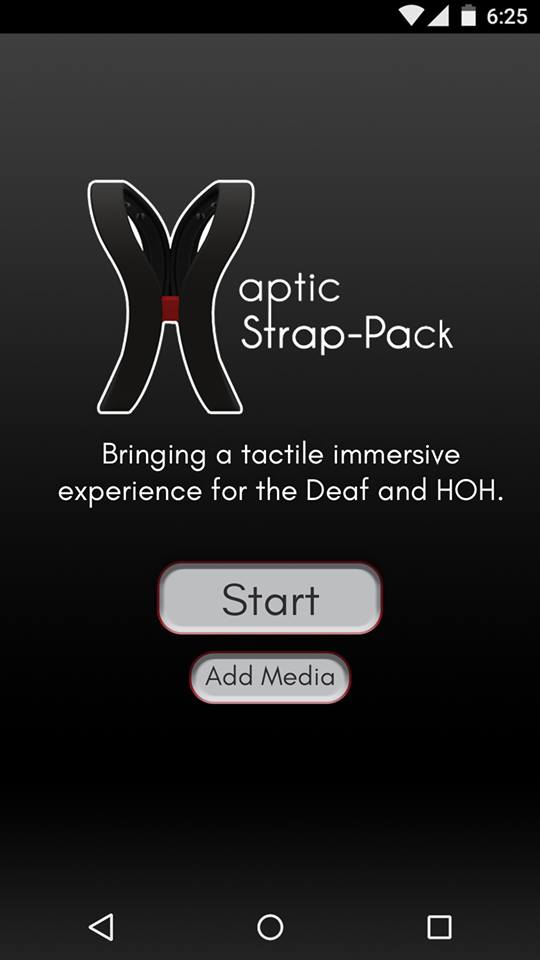 6:25
aptic
Strap-Pack
Bringing a tactile immersive
experience for the Deaf and HOH.
Start
Add Media